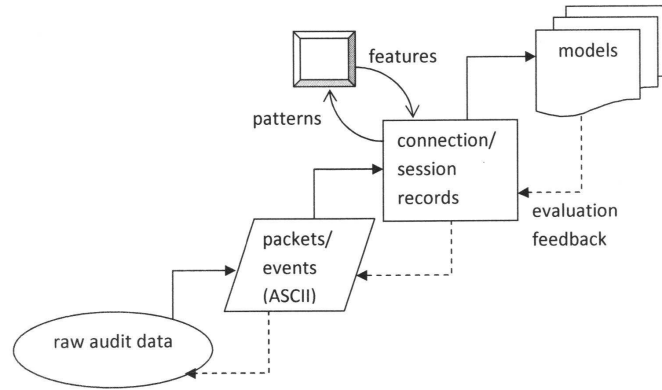 models
features
patterns
connection/
session
records
evaluation
feedback
packets/
events
(ASCII)
raw audit data